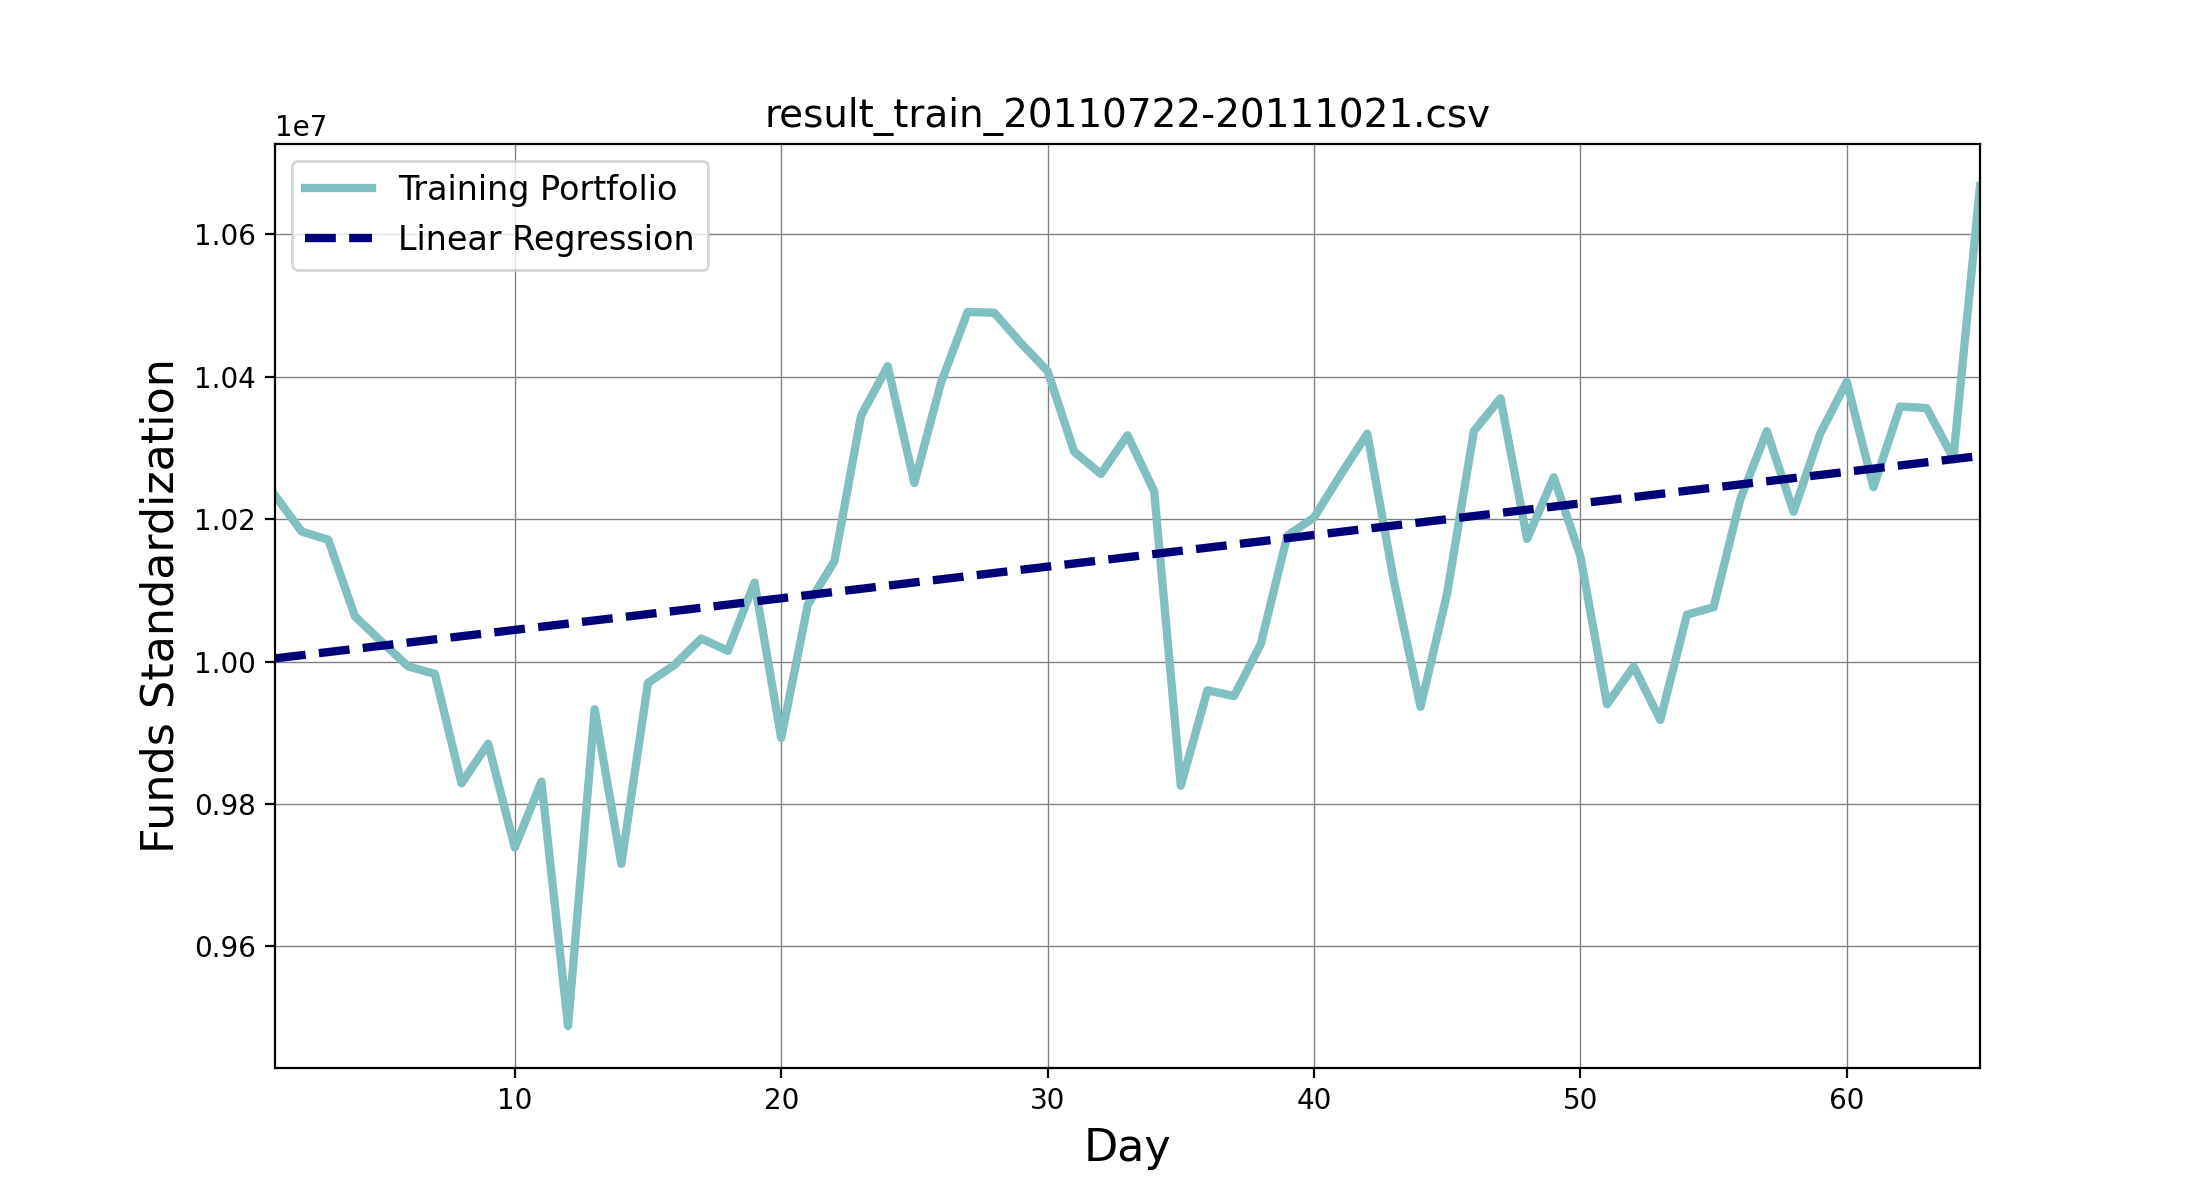 result_train_20110722-20111021.csv
1e7
Training Portfolio
Linear Regression
1.06
1.04
1.02
1.00
0.98
0.96
Funds Standardization
10 20 30 40 50 60
Day